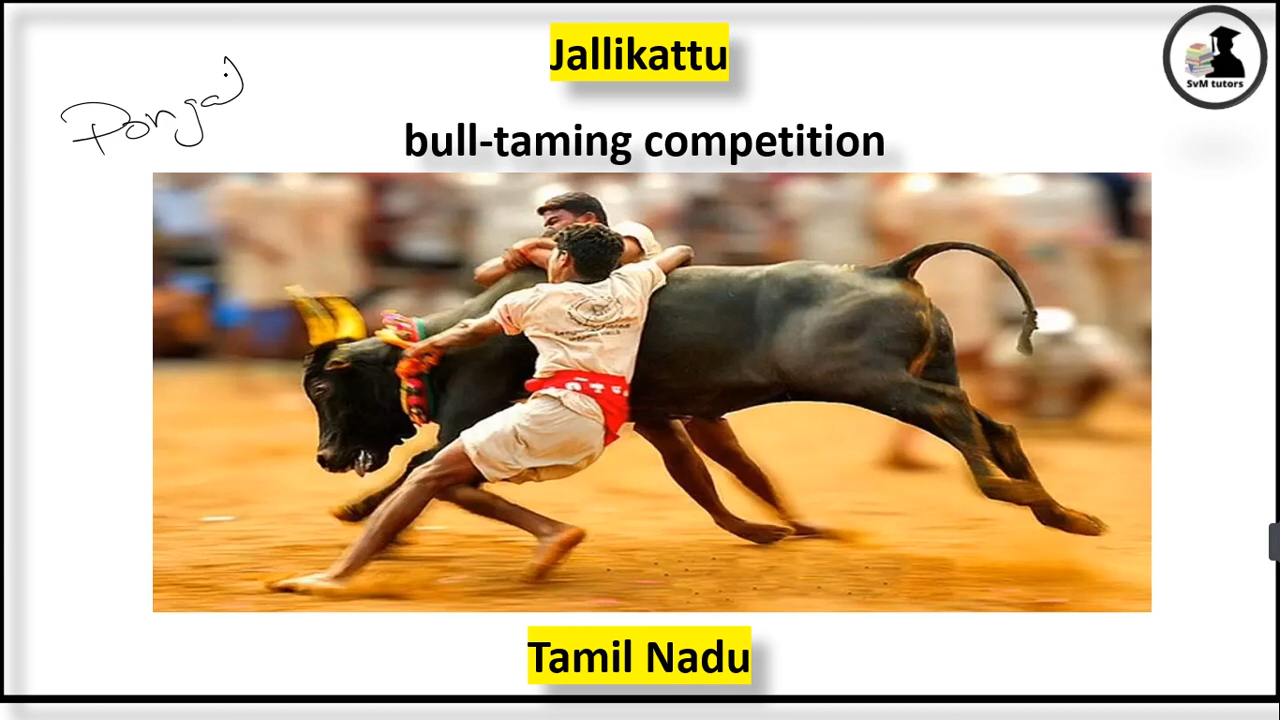 Jallikattu
SvM tutors
Pongal
bull-taming competition
Tamil Nadu